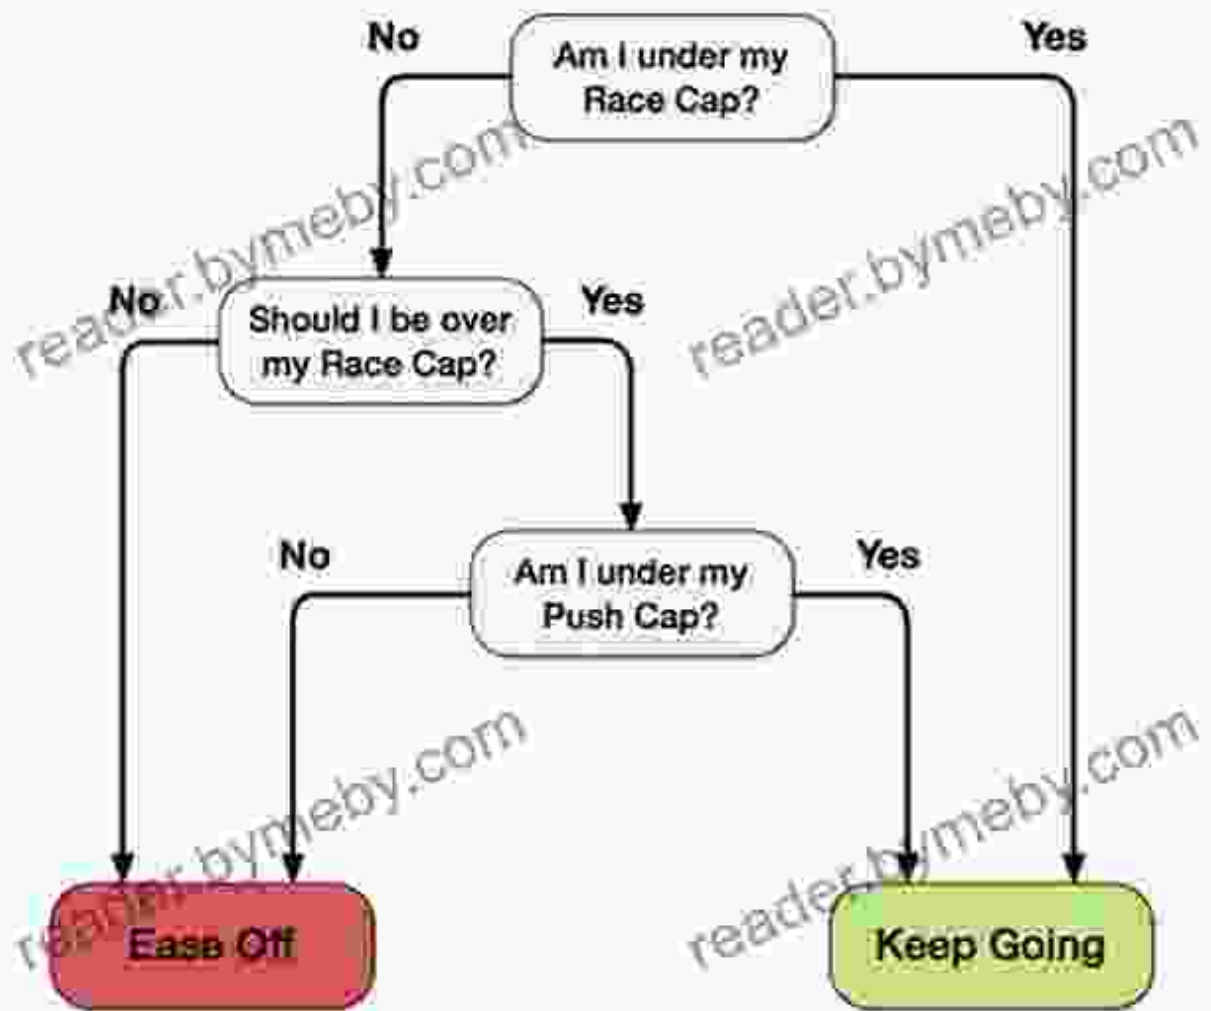 No
Am I under my
Race Cap?
Yes
reader.bymeby.com
reader.bymeby.com
No
Should I be over
my Race Cap?
Yes
No
Am I under my
Push Cap?
Yes
reader.bymeby.com
reader.bymeby.com
Ease Off
Keep Going